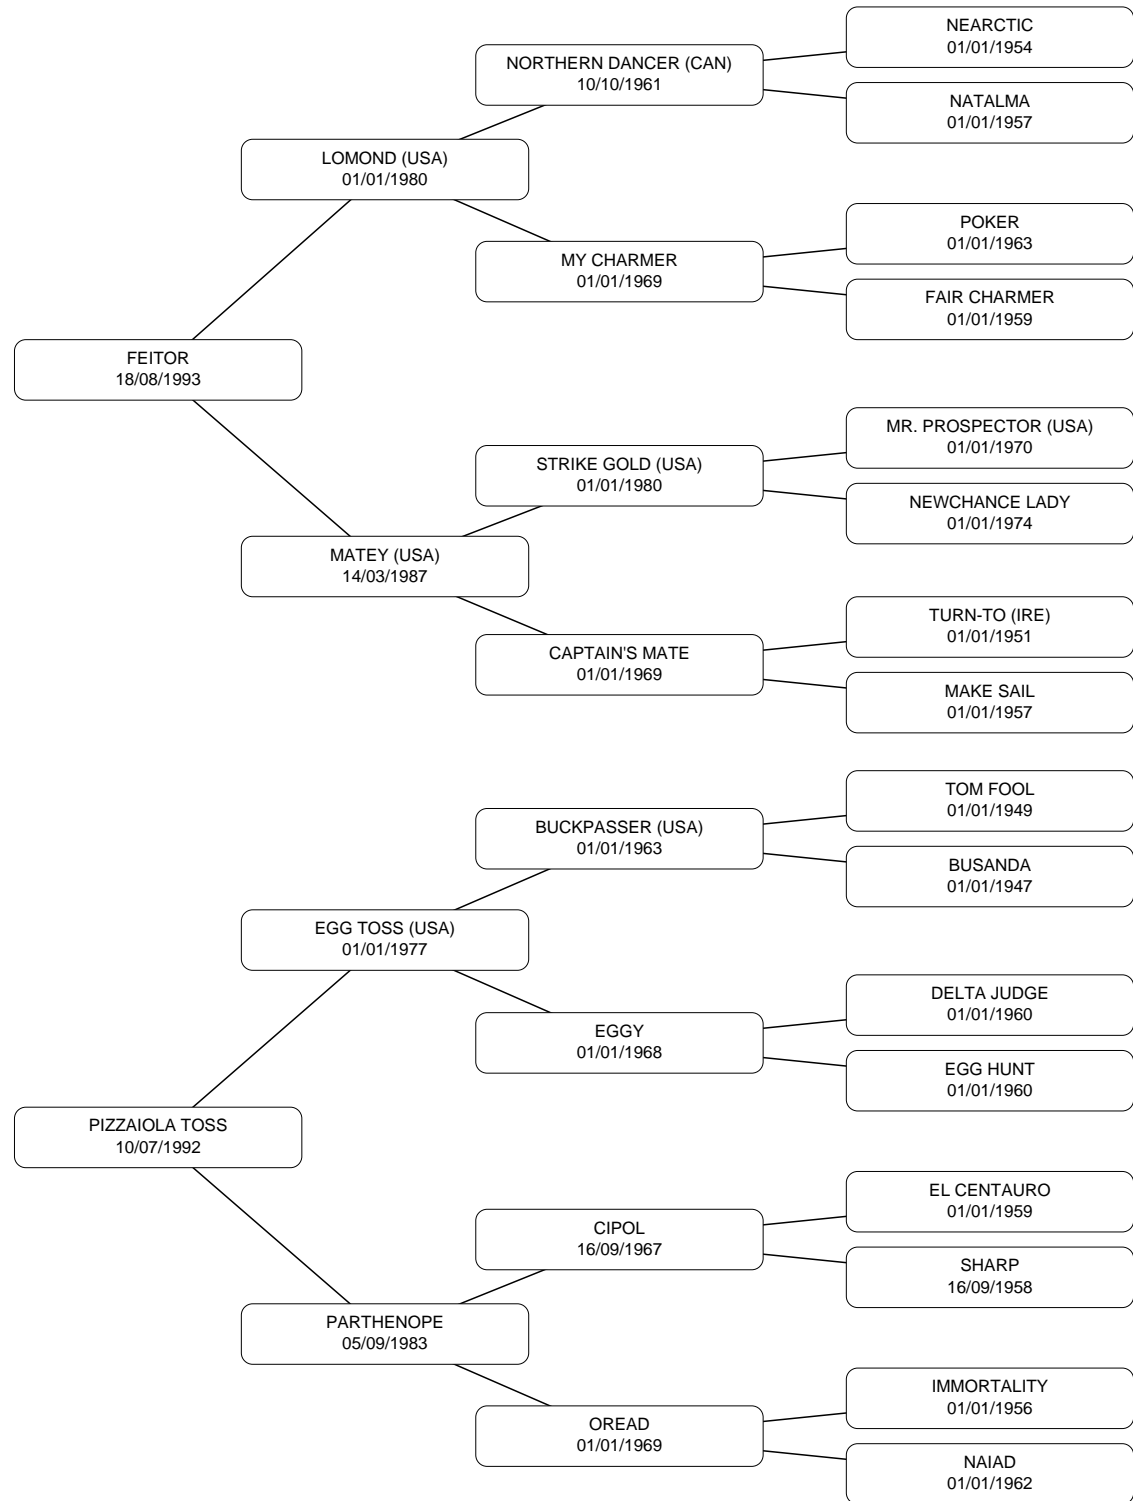 NEARCTIC
01/01/1954
NORTHERN DANCER (CAN)
10/10/1961
NATALMA
01/01/1957
LOMOND (USA)
01/01/1980
POKER
01/01/1963
MY CHARMER
01/01/1969
FAIR CHARMER
01/01/1959
FEITOR
18/08/1993
MR. PROSPECTOR (USA)
01/01/1970
STRIKE GOLD (USA)
01/01/1980
NEWCHANCE LADY
01/01/1974
MATEY (USA)
14/03/1987
TURN-TO (IRE)
01/01/1951
CAPTAIN'S MATE
01/01/1969
MAKE SAIL
01/01/1957
TOM FOOL
01/01/1949
BUCKPASSER (USA)
01/01/1963
BUSANDA
01/01/1947
EGG TOSS (USA)
01/01/1977
DELTA JUDGE
01/01/1960
EGGY
01/01/1968
EGG HUNT
01/01/1960
PIZZAIOLA TOSS
10/07/1992
EL CENTAURO
01/01/1959
CIPOL
16/09/1967
SHARP
16/09/1958
PARTHENOPE
05/09/1983
IMMORTALITY
01/01/1956
OREAD
01/01/1969
NAIAD
01/01/1962